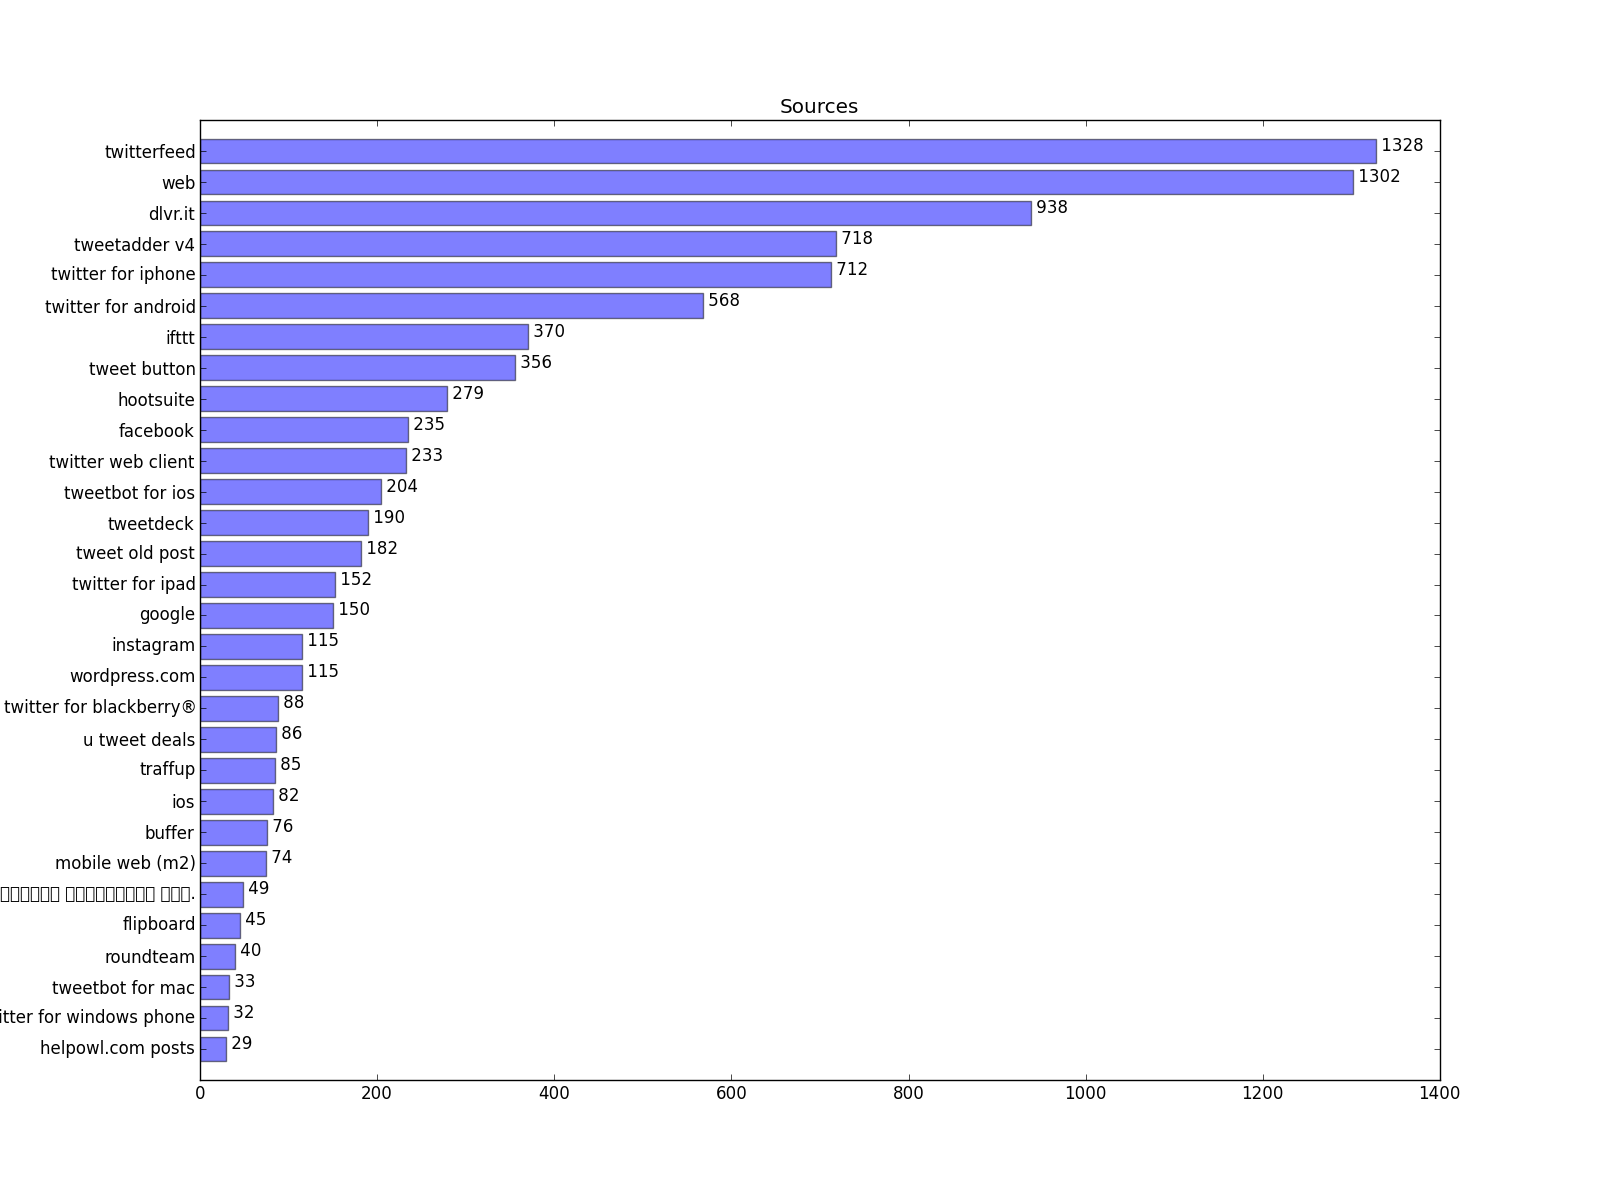 Sources
twitterfeed 1328
web 1302
dlvr.it 938
tweetadder v4 718
twitter for iphone 712
twitter for android 568
ifttt 370
tweet button 356
hootsuite 279
facebook 235
twitter web client 233
tweetbot for ios 204
tweetdeck 190
tweet old post 182
twitter for ipad 152
google 150
instagram 115
wordpress.com 115
twitter for blackberry® 88
u tweet deals 86
traffup 85
ios 82
buffer 76
mobile web (m2) 74
49
flipboard 45
roundteam 40
tweetbot for mac 33
itter for windows phone 32
helpowl.com posts 29
0 200 400 600 800 1000 1200 1400